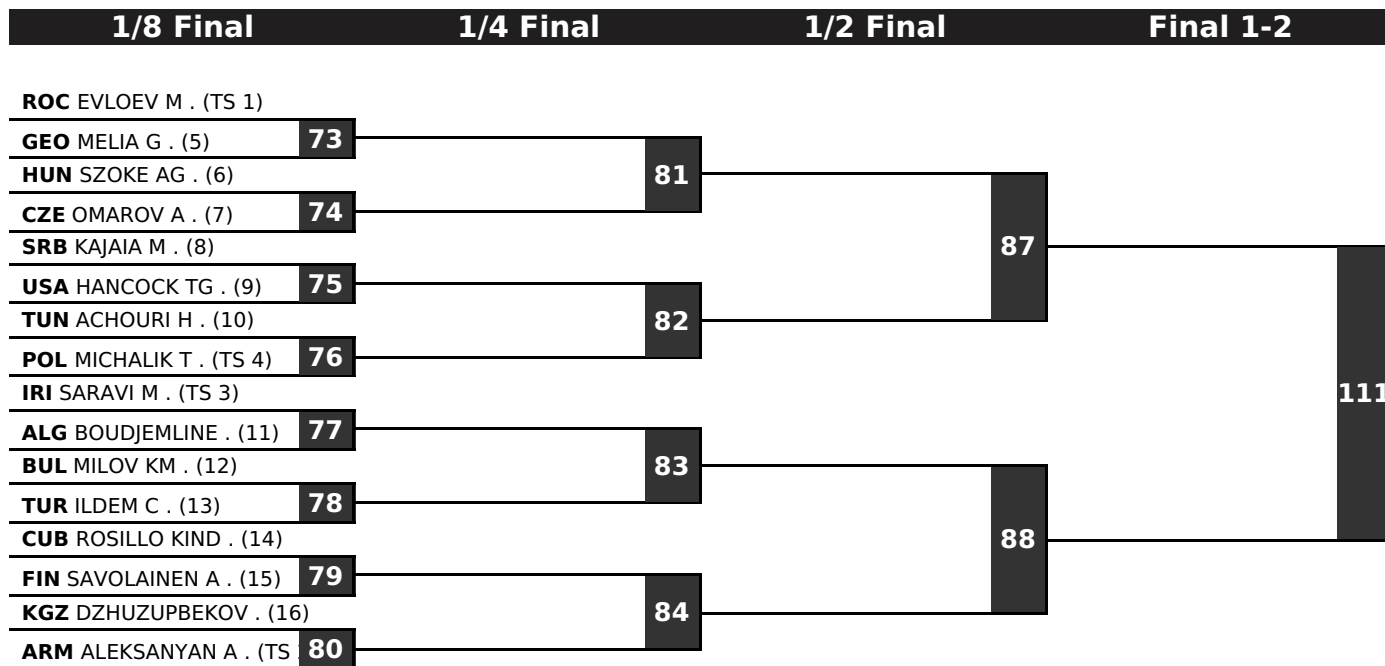 1/8 Final 1/4 Final 1/2 Final Final 1-2
ROC EVLOEV M . (TS 1)
GEO MELIA G . (5) 73
HUN SZOKE AG . (6) 81
CZE OMAROV A . (7) 74
SRB KAJAIA M . (8) 87
USA HANCOCK TG . (9) 75
TUN ACHOURI H . (10) 82
POL MICHALIK T . (TS 4) 76
IRI SARAVI M . (TS 3) 111
ALG BOUDJEMLINE . (11) 77
BUL MILOV KM . (12) 83
TUR ILDEM C . (13) 78
CUB ROSILLO KIND . (14) 88
FIN SAVOLAINEN A . (15) 79
KGZ DZHUZUPBEKOV . (16) 84
ARM ALEKSANYAN A . (TS 80